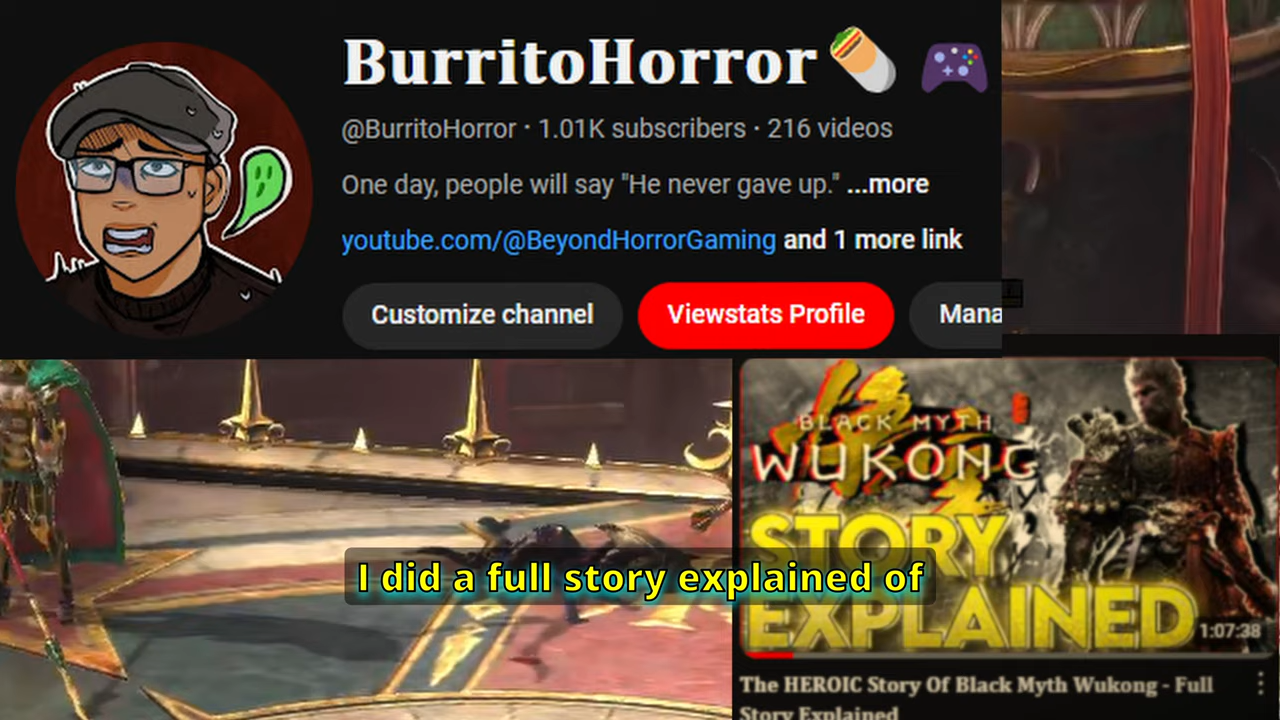 BurritoHorror
@BurritoHorror · 1.01K subscribers · 216 videos
One day, people will say "He never gave up." ...more
youtube.com/@BeyondHorrorGaming and 1 more link
Customize channel
Viewstats Profile
Mana
BLACK MYTH
WUKONG
STORY
EXPLAINED
1:07:38
I did a full story explained of
The HEROIC Story Of Black Myth Wukong - Full
Story Explained